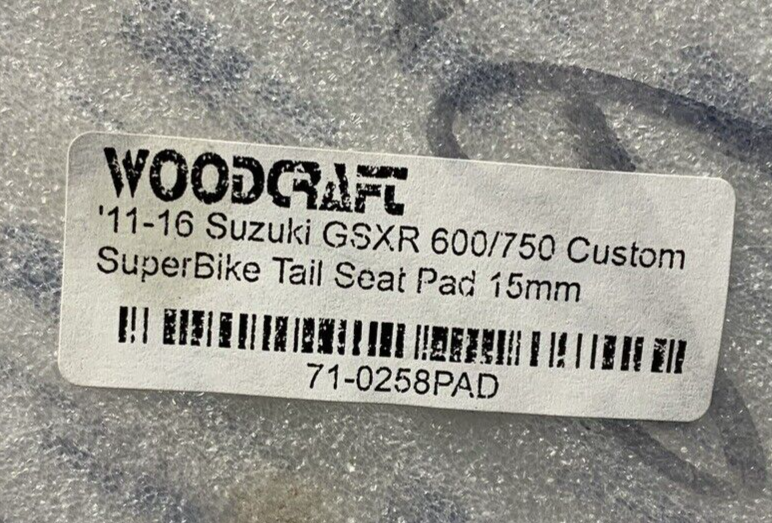 WOODCRAFT
'11-16 Suzuki GSXR 600/750 Custom
SuperBike Tail Seat Pad 15mm
71-0258PAD